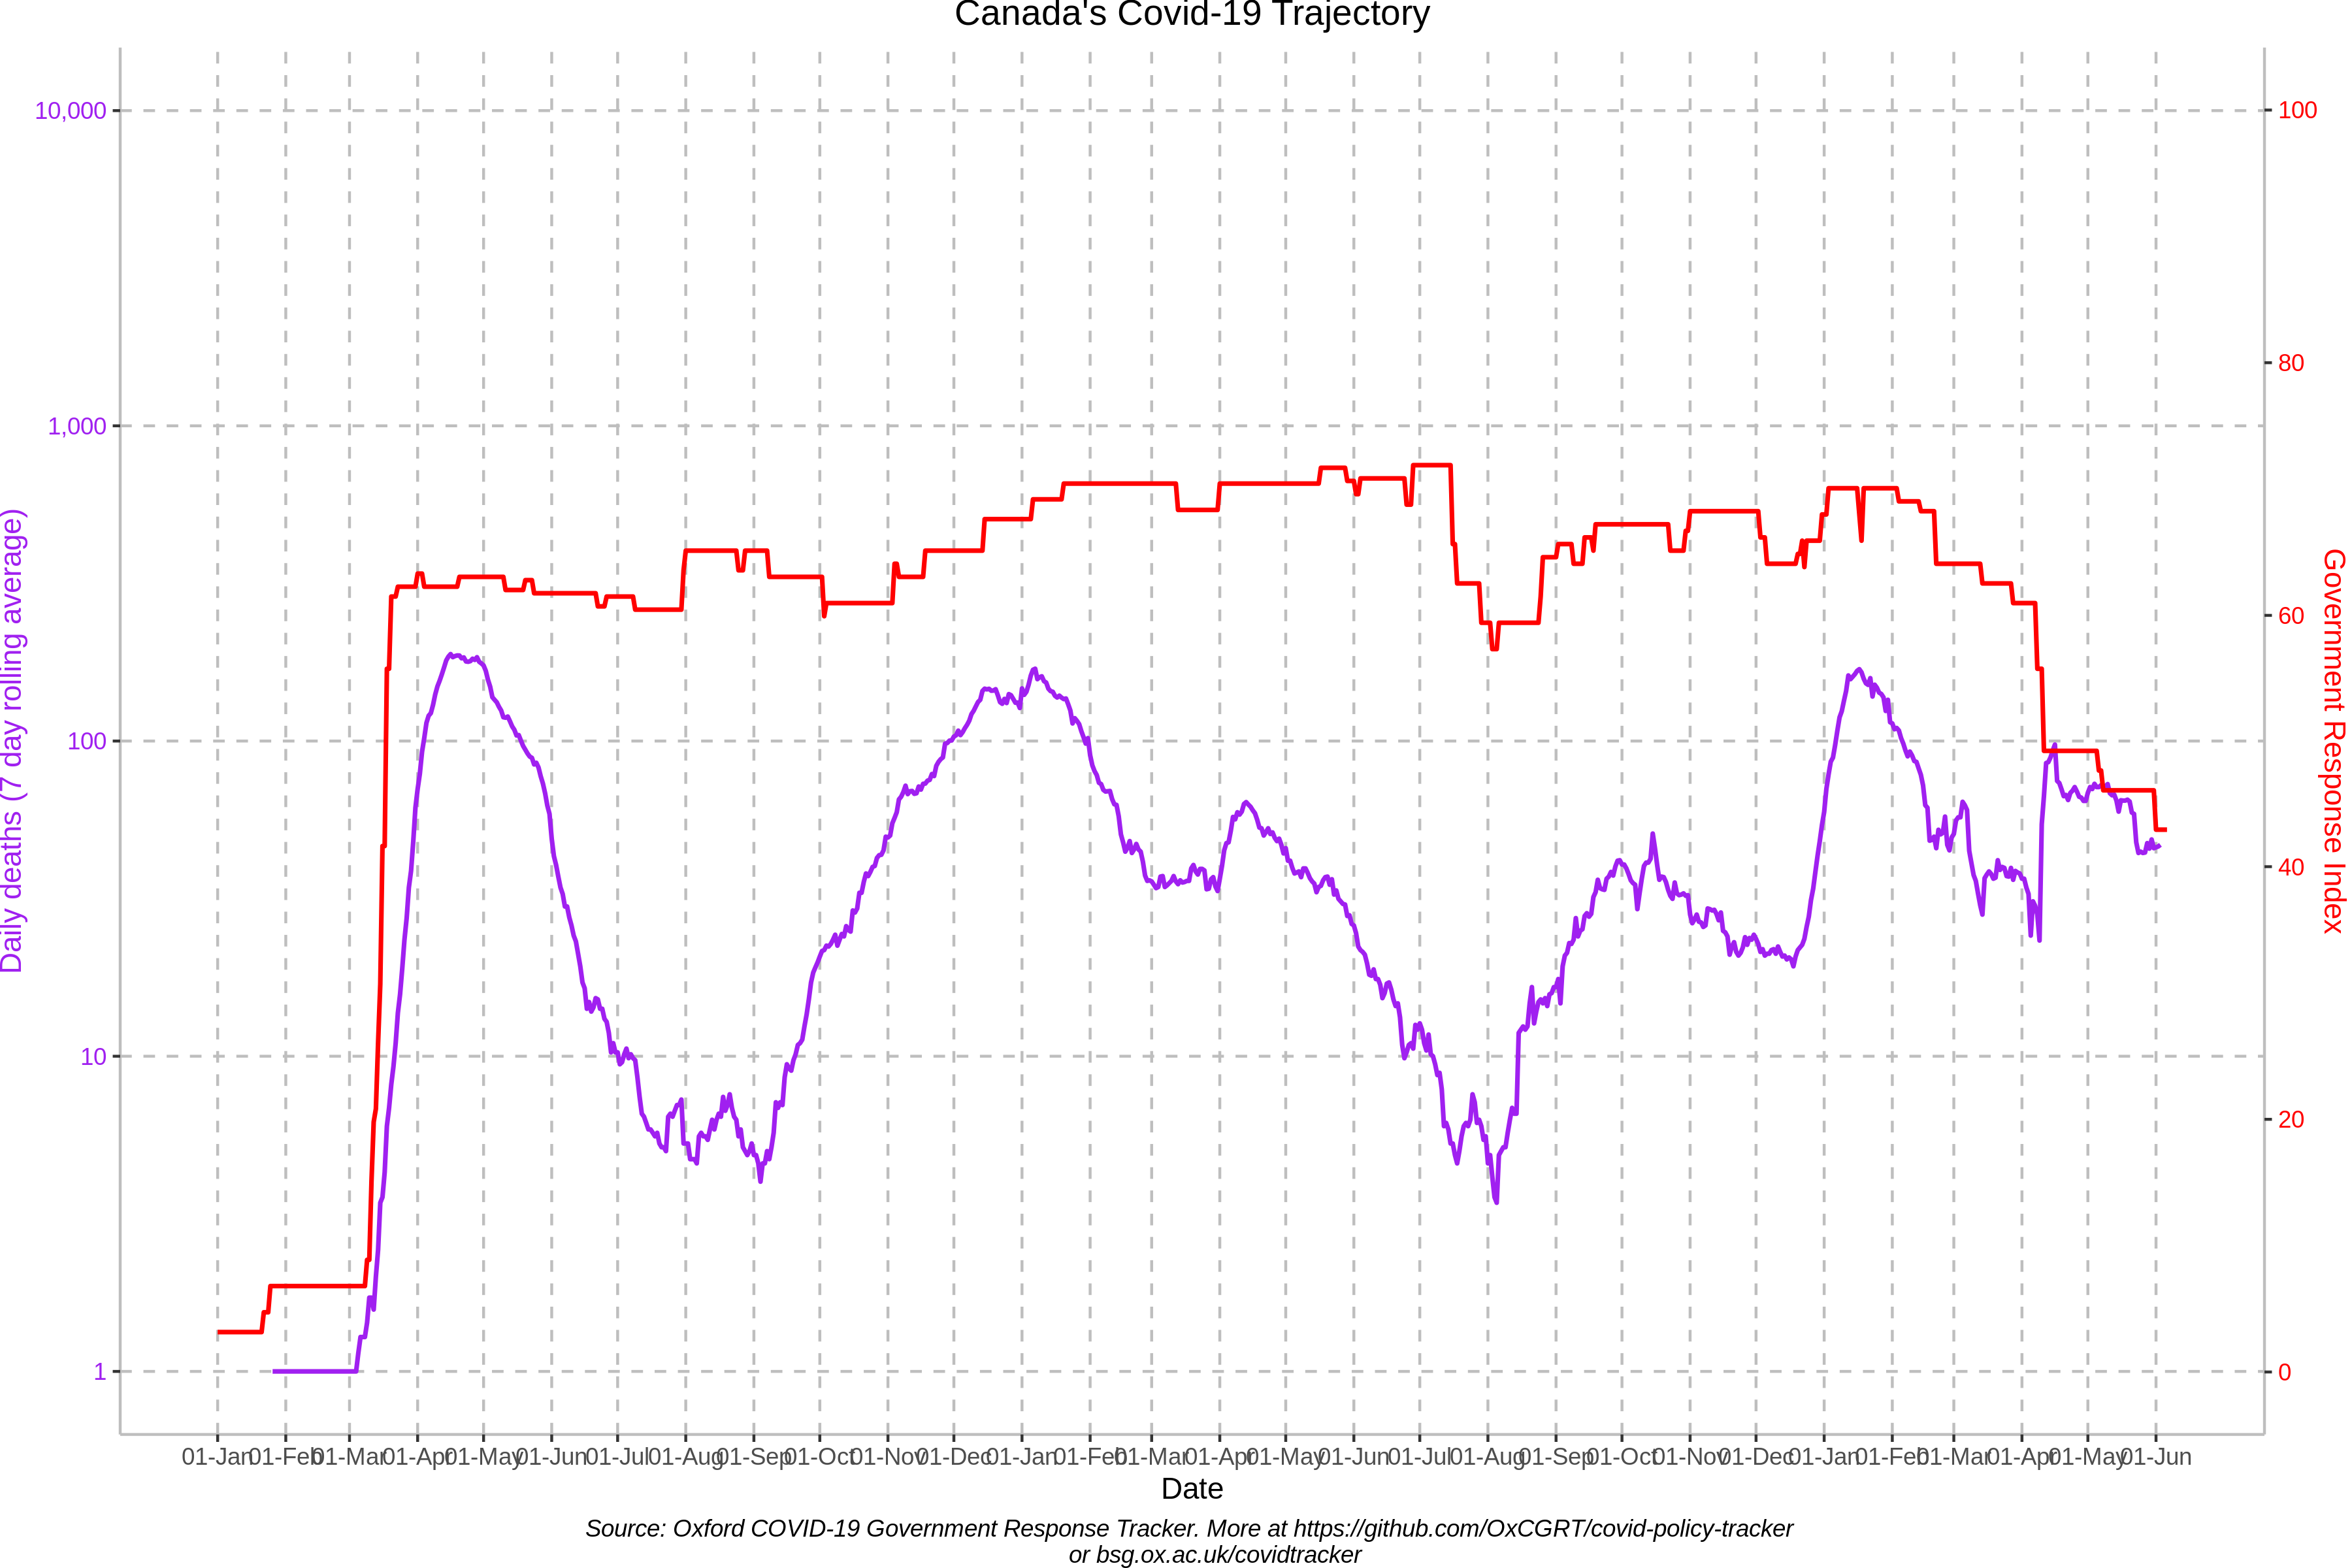 Canada's Covid-19 Trajectory
10,000
1,000
100
10
1
Daily deaths (7 day rolling average)
100
80
60
40
20
0
Government Response Index
01-Jan 01-Feb 01-Mar 01-Apr 01-May 01-Jun 01-Jul 01-Aug 01-Sep 01-Oct 01-Nov 01-Dec 01-Jan 01-Feb 01-Mar 01-Apr 01-May 01-Jun 01-Jul 01-Aug 01-Sep 01-Oct 01-Nov 01-Dec 01-Jan 01-Feb 01-Mar 01-Apr 01-May 01-Jun
Date
Source: Oxford COVID-19 Government Response Tracker. More at https://github.com/OxCGRT/covid-policy-tracker
or bsg.ox.ac.uk/covidtracker